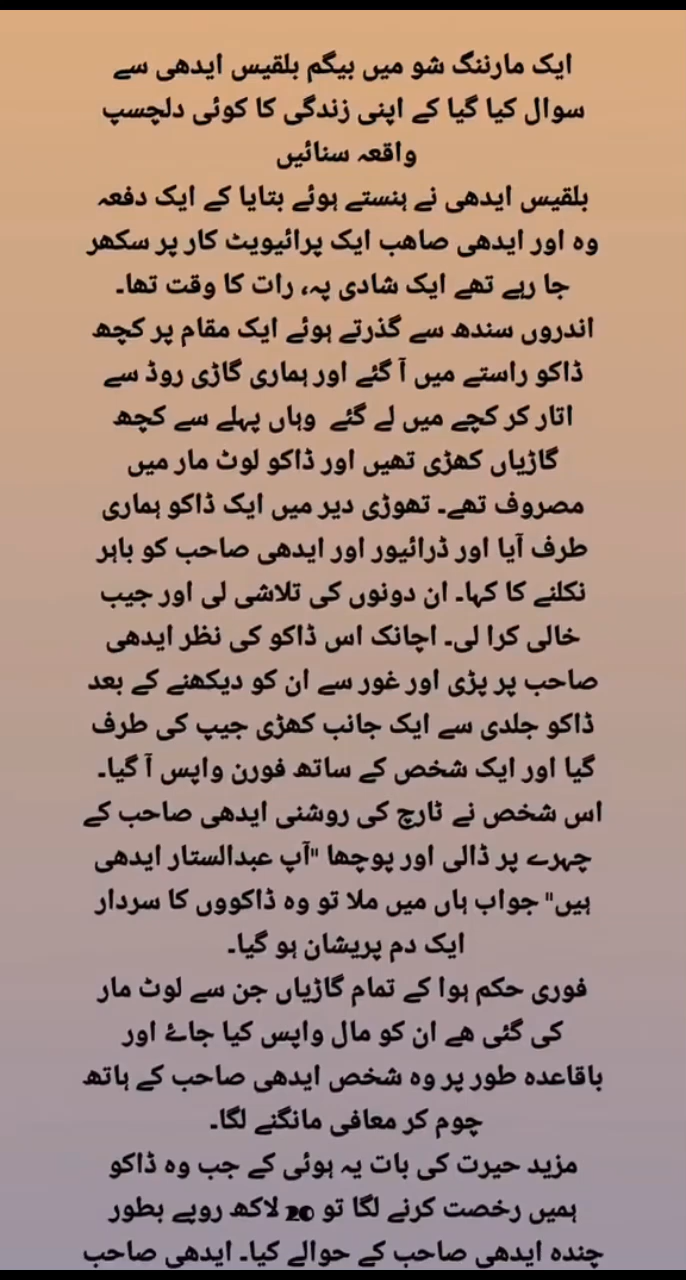 ایک مارننگ شو میں بیگم بلقیس ایدھی سے
سوال کیا گیا کے اپنی زندگی کا کوئی دلچسپ
واقعہ سنائیں
بلقیس ایدھی نے ہنستے ہوئے بتایا کے ایک دفعہ
وہ اور ایدھی صاھب ایک پرائیویٹ کار پر سکھر
جا رہے تھے ایک شادی پہ، رات کا وقت تھا۔
اندروں سندھ سے گذرتے ہوئے ایک مقام پر کچھ
ڈاکو راستے میں آ گئے اور ہماری گاڑی روڈ سے
اتار کر کچے میں لے گئے وہاں پہلے سے کچھ
گاڑیاں کھڑی تھیں اور ڈاکو لوٹ مار میں
مصروف تھے۔ تھوڑی دیر میں ایک ڈاکو ہماری
طرف آیا اور ڈرائیور اور ایدھی صاحب کو باہر
نکلنے کا کہا۔ ان دونوں کی تلاشی لی اور جیب
خالی کرا لی۔ اچانک اس ڈاکو کی نظر ایدھی
صاحب پر پڑی اور غور سے ان کو دیکھنے کے بعد
ڈاکو جلدی سے ایک جانب کھڑی جیپ کی طرف
گیا اور ایک شخص کے ساتھ فورن واپس آ گیا۔
اس شخص نے ٹارچ کی روشنی ایدھی صاحب کے
چہرے پر ڈالی اور پوچھا "آپ عبدالستار ایدھی
ہیں" جواب ہاں میں ملا تو وہ ڈاکووں کا سردار
ایک دم پریشان ہو گیا۔
فوری حکم ہوا کے تمام گاڑیاں جن سے لوٹ مار
کی گئی ھے ان کو مال واپس کیا جائے اور
باقاعدہ طور پر وہ شخص ایدھی صاحب کے ہاتھ
چوم کر معافی مانگنے لگا۔
مزید حیرت کی بات یہ ہوئی کے جب وہ ڈاکو
ہمیں رخصت کرنے لگا تو 20 لاکھ روپے بطور
چندہ ایدھی صاحب کے حوالے کیا۔ ایدھی صاحب